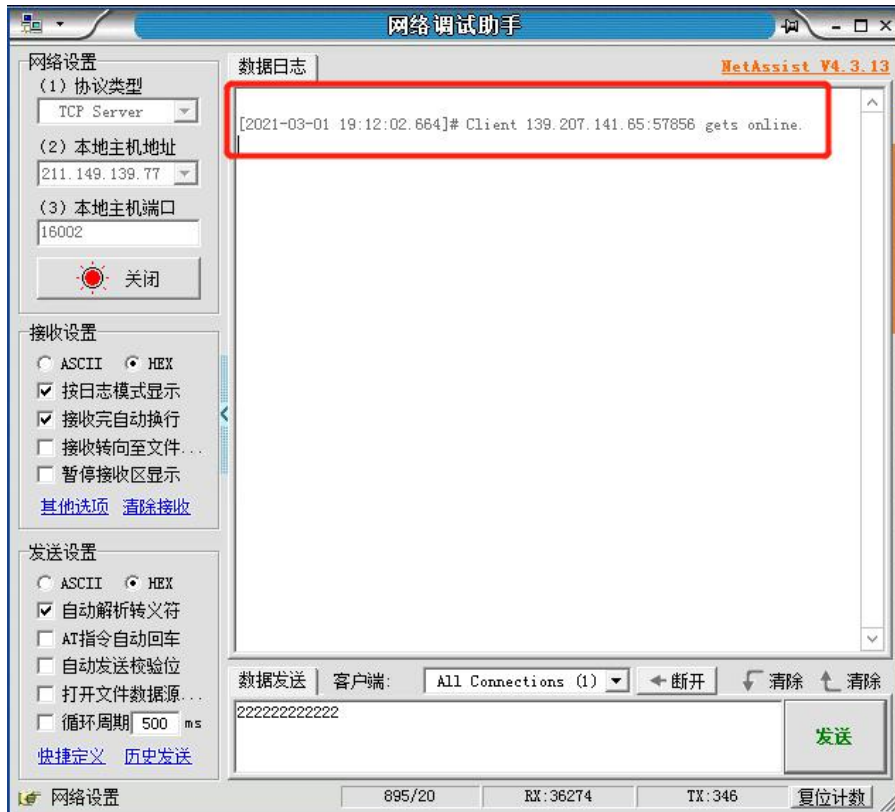 网络调试助手
网络设置
(1) 协议类型
TCP Server
(2) 本地主机地址
211.149.139.77
(3) 本地主机端口
16002
关闭
接收设置
ASCII HEX
按日志模式显示
接收完自动换行
接收转向至文件...
暂停接收区显示
其他选项 清除接收
发送设置
ASCII HEX
自动解析转义符
AT指令自动回车
自动发送校验位
打开文件数据源...
循环周期 500 ms
快捷定义 历史发送
数据日志 NetAssist V4.3.13
[2021-03-01 19:12:02.664]# Client 139.207.141.65:57856 gets online.
数据发送 客户端: All Connections (1) 断开 清除 清除
222222222222
发送
网络设置 895/20 RX:36274 TX:346 复位计数